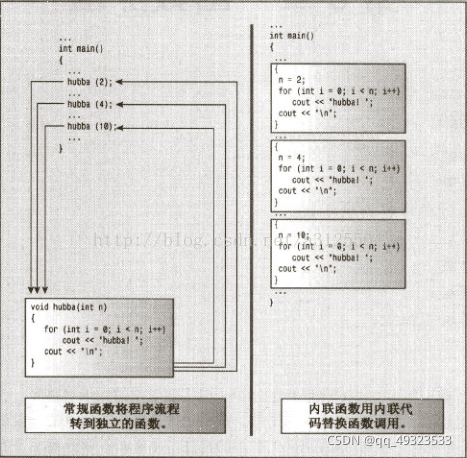 ...
int main()
{
...
hubba (2);
...
hubba (4);
...
hubba (10);
...
}
void hubba(int n)
{
for (int i = 0; i < n; i++)
cout << "hubba! ";
cout << "\n";
}
常规函数将程序流程
转到独立的函数。
...
int main()
{
...
{
n = 2;
for (int i = 0; i < n; i++)
cout << "hubba! ";
cout << "\n";
}
...
{
n = 4;
for (int i = 0; i < n; i++)
cout << "hubba! ";
cout << "\n";
}
...
{
n = 10;
for (int i = 0; i < n; i++)
cout << "hubba! ";
cout << "\n";
}
...
}
内联函数用内联代
码替换函数调用。
http://blog.csdn.net/
CSDN @qq_49323533